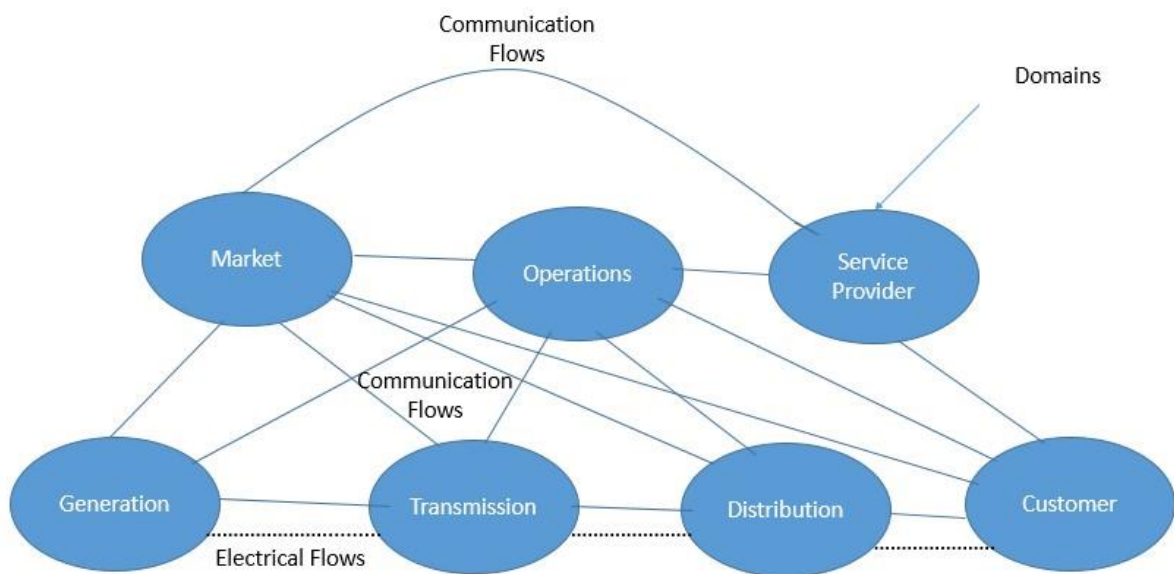 Communication
Flows
Domains
Market
Operations
Service
Provider
Communication
Flows
Generation
Transmission
Distribution
Customer
Electrical Flows